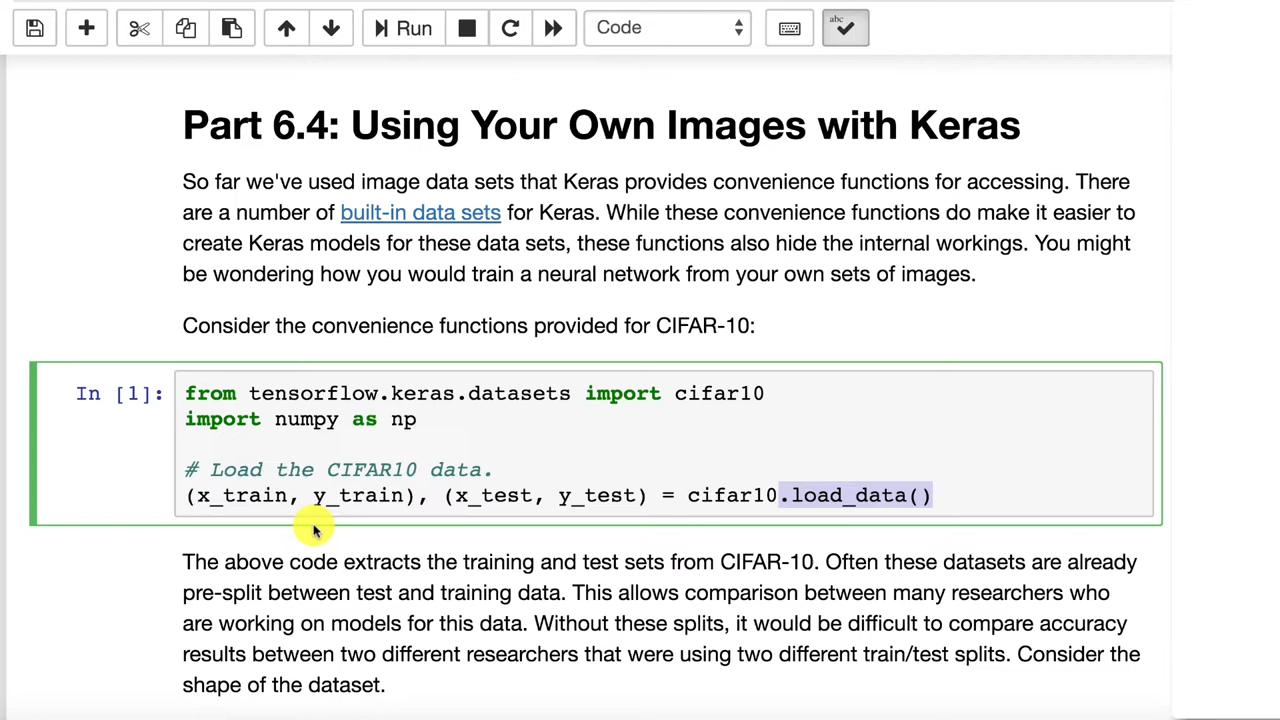 Run Code abc
Part 6.4: Using Your Own Images with Keras
So far we've used image data sets that Keras provides convenience functions for accessing. There
are a number of built-in data sets for Keras. While these convenience functions do make it easier to
create Keras models for these data sets, these functions also hide the internal workings. You might
be wondering how you would train a neural network from your own sets of images.
Consider the convenience functions provided for CIFAR-10:
In [1]: from tensorflow.keras.datasets import cifar10
import numpy as np
# Load the CIFAR10 data.
(x_train, y_train), (x_test, y_test) = cifar10.load_data()
The above code extracts the training and test sets from CIFAR-10. Often these datasets are already
pre-split between test and training data. This allows comparison between many researchers who
are working on models for this data. Without these splits, it would be difficult to compare accuracy
results between two different researchers that were using two different train/test splits. Consider the
shape of the dataset.